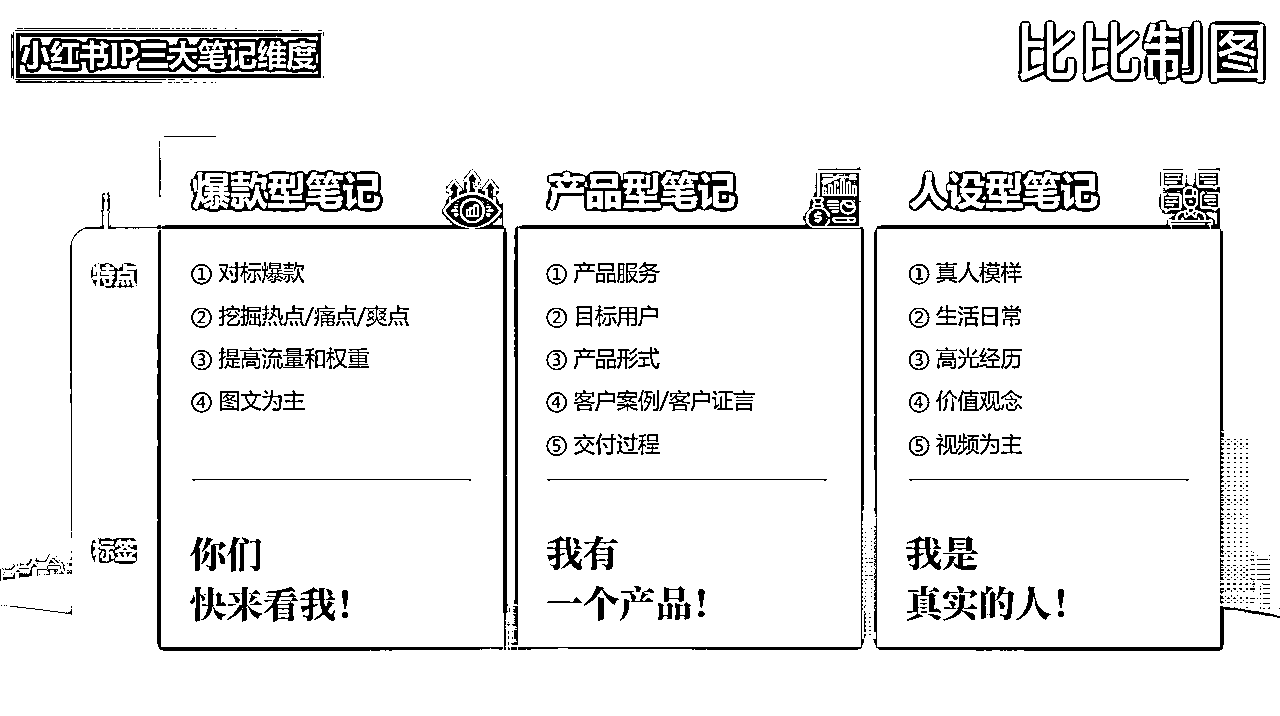 小红书IP三大笔记维度
比比制图
爆款型笔记
产品型笔记
人设型笔记
特点
① 对标爆款
② 挖掘热点/痛点/爽点
③ 提高流量和权重
④ 图文为主
① 产品服务
② 目标用户
③ 产品形式
④ 客户案例/客户证言
⑤ 交付过程
① 真人模样
② 生活日常
③ 高光经历
④ 价值观念
⑤ 视频为主
标签
你们
快来看我！
我有
一个产品！
我是
真实的人！